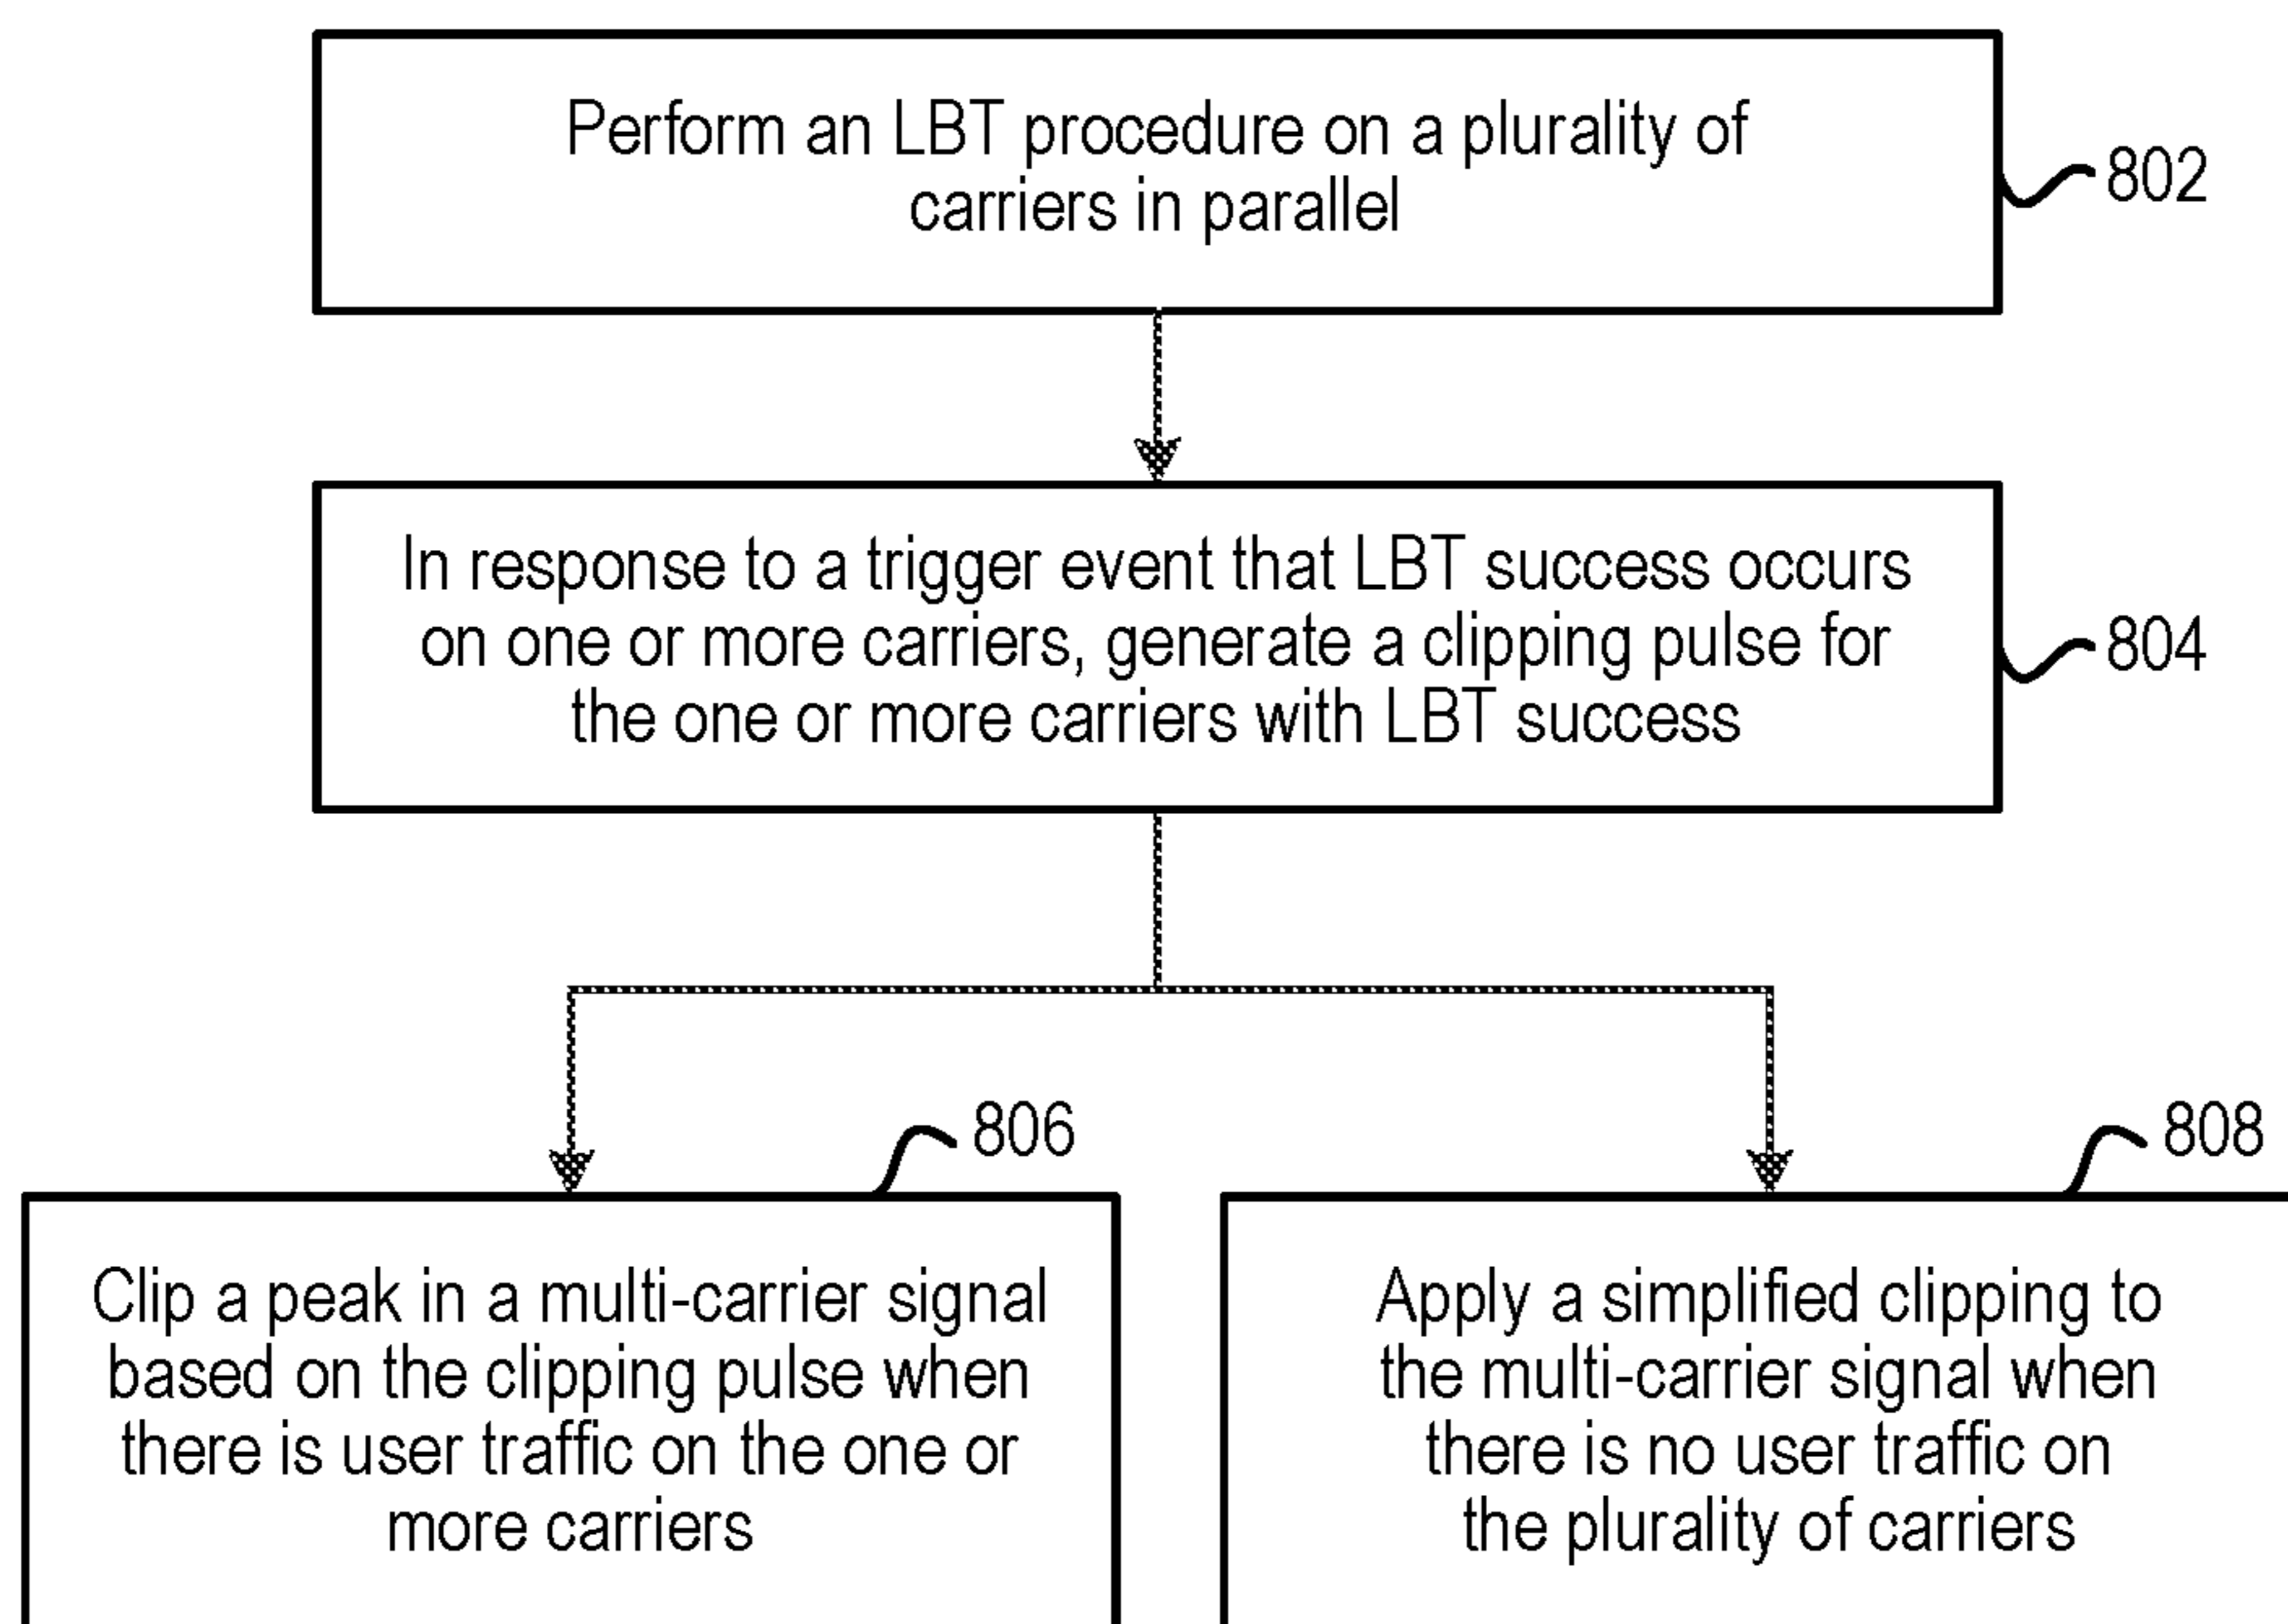 Perform an LBT procedure on a plurality of
carriers in parallel
802
In response to a trigger event that LBT success occurs
on one or more carriers, generate a clipping pulse for
the one or more carriers with LBT success
804
806
Clip a peak in a multi-carrier signal
based on the clipping pulse when
there is user traffic on the one or
more carriers
808
Apply a simplified clipping to
the multi-carrier signal when
there is no user traffic on
the plurality of carriers